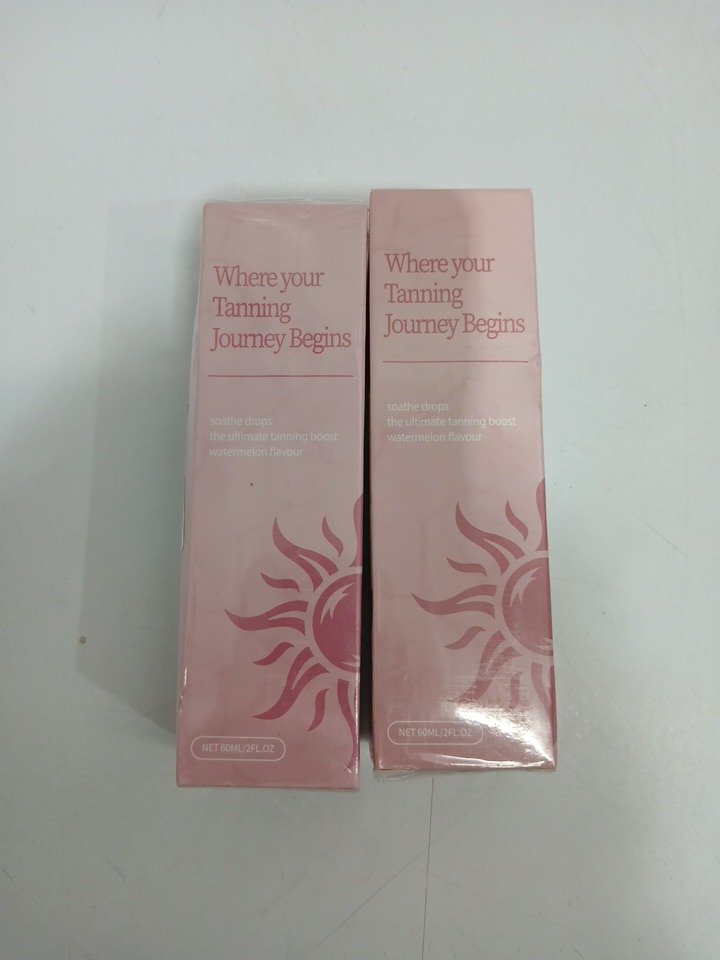 Where your
Tanning
Journey Begins
soathe drops
the ultimate tanning boost
watermelon flavour
NET 60ML/2FL.OZ
Where your
Tanning
Journey Begins
soathe drops
the ultimate tanning boost
watermelon flavour
NET 60ML/2FL.OZ